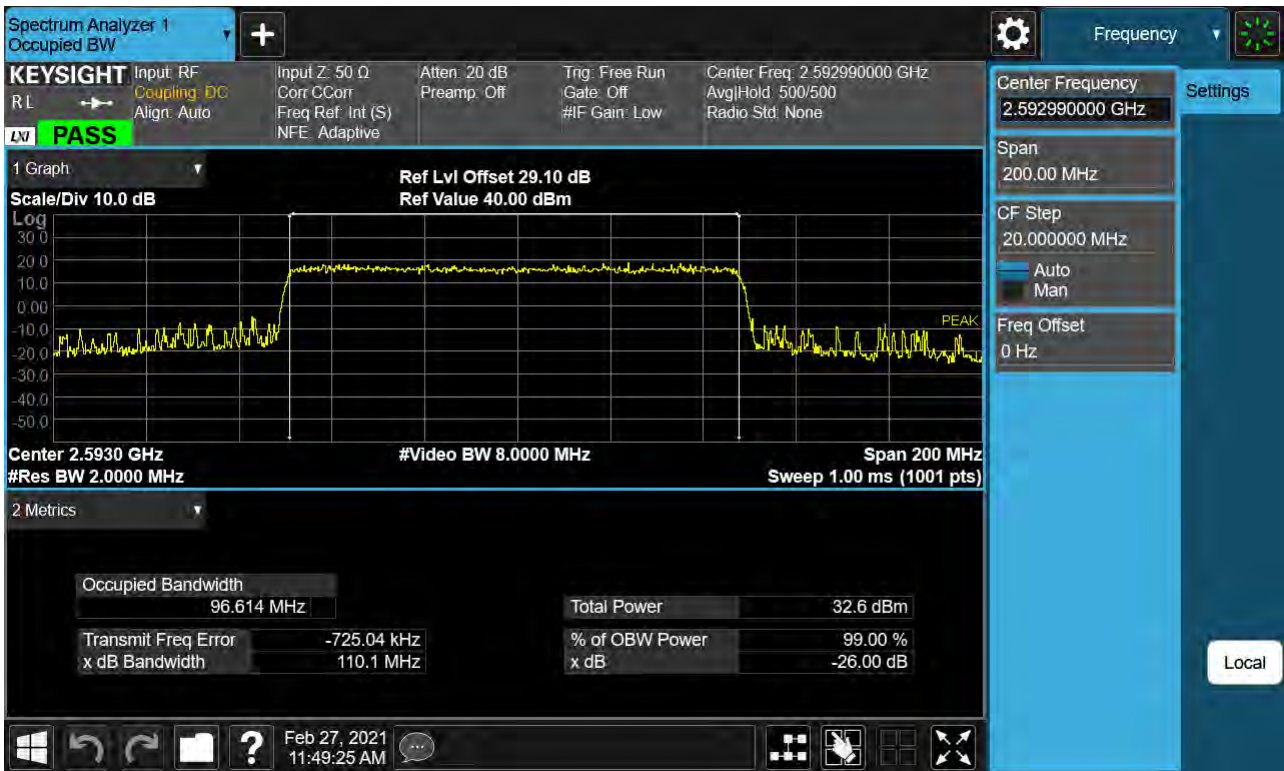 Spectrum Analyzer 1
Occupied BW
Frequency
KEYSIGHT
RL
LXI
PASS
Input: RF
Coupling: DC
Align: Auto
Input Z: 50 Ω
Corr CCorr
Freq Ref: Int (S)
NFE: Adaptive
Atten: 20 dB
Preamp: Off
Trig: Free Run
Gate: Off
#IF Gain: Low
Center Freq: 2.592990000 GHz
Avg|Hold: 500/500
Radio Std: None
Center Frequency
2.592990000 GHz
Settings
Span
200.00 MHz
CF Step
20.000000 MHz
Auto
Man
Freq Offset
0 Hz
Local
1 Graph
Scale/Div 10.0 dB
Ref Lvl Offset 29.10 dB
Ref Value 40.00 dBm
Log
30.0
20.0
10.0
0.00
-10.0
-20.0
-30.0
-40.0
-50.0
PEAK
Center 2.5930 GHz
#Res BW 2.0000 MHz
#Video BW 8.0000 MHz
Span 200 MHz
Sweep 1.00 ms (1001 pts)
2 Metrics
Occupied Bandwidth
96.614 MHz
Transmit Freq Error -725.04 kHz
x dB Bandwidth 110.1 MHz
Total Power 32.6 dBm
% of OBW Power 99.00 %
x dB -26.00 dB
?
Feb 27, 2021
11:49:25 AM